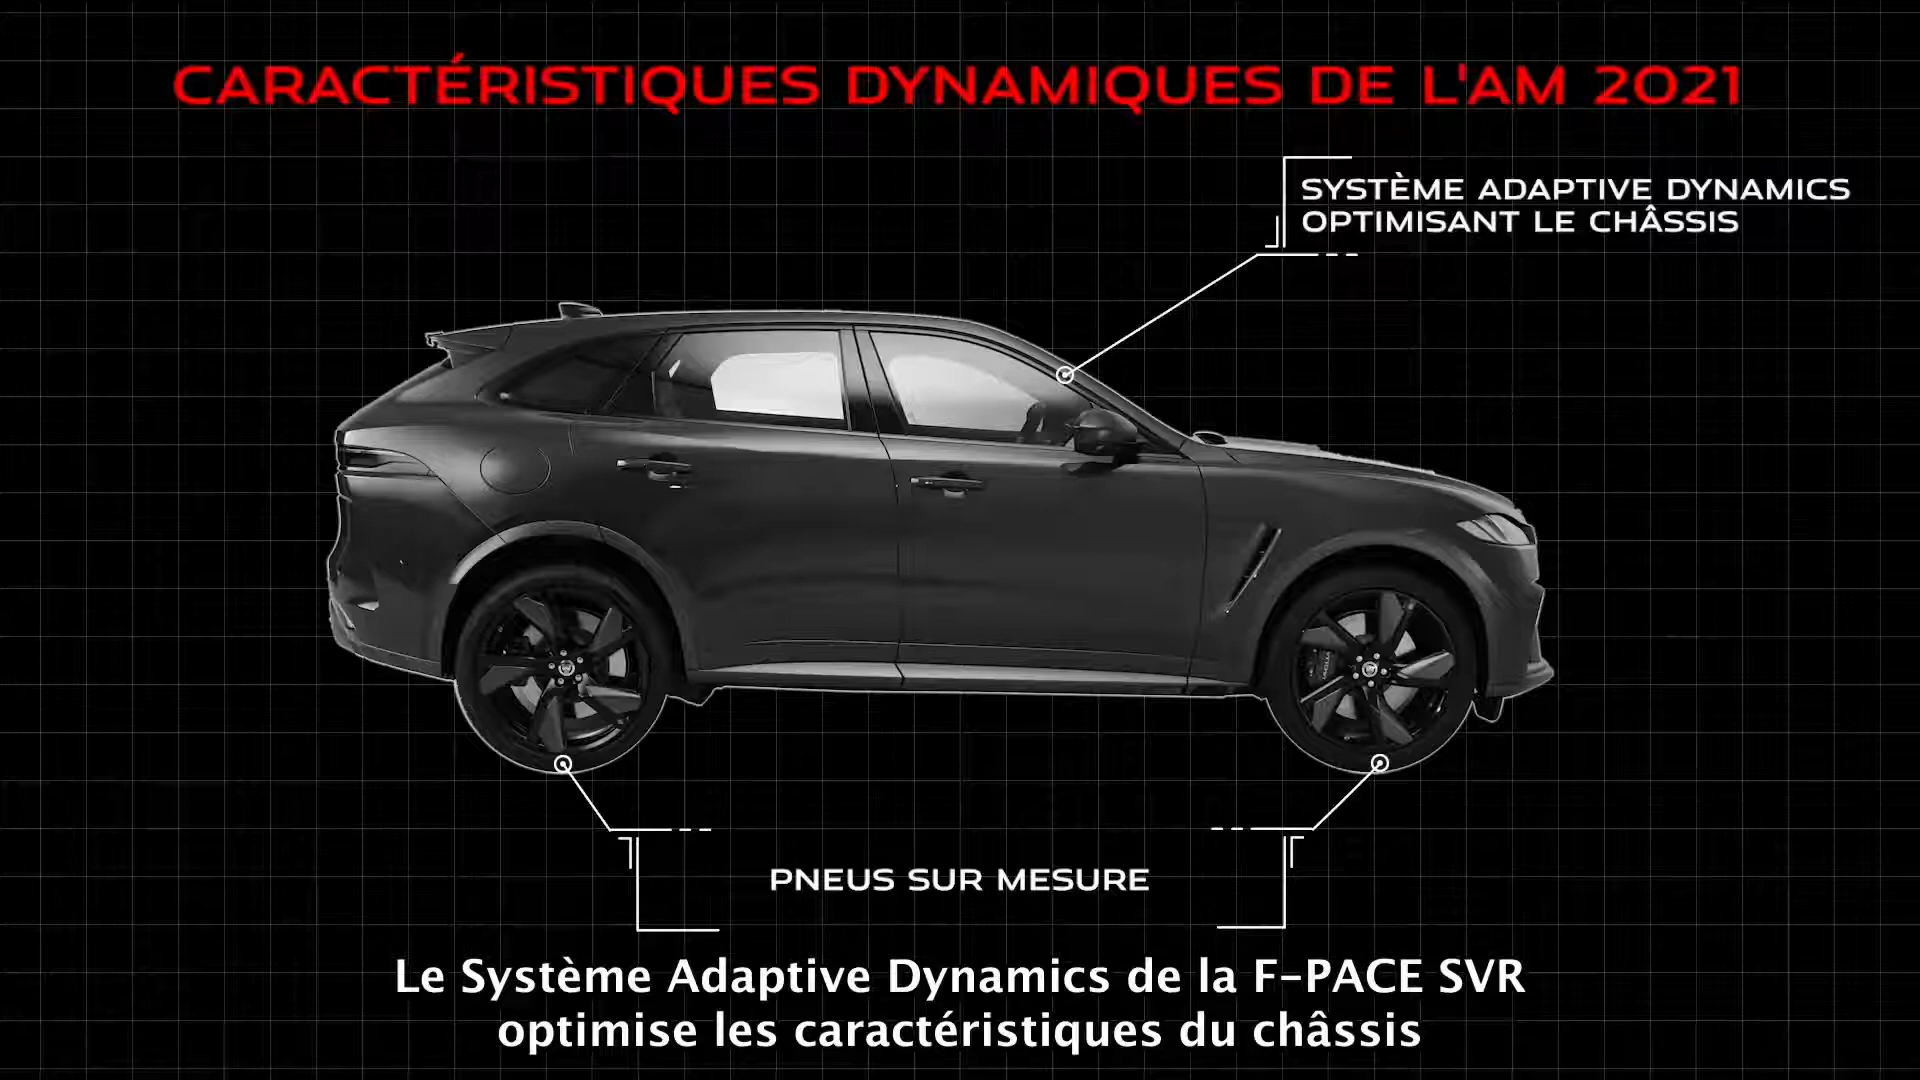 CARACTÉRISTIQUES DYNAMIQUES DE L'AM 2021
SYSTÈME ADAPTIVE DYNAMICS
OPTIMISANT LE CHÂSSIS
PNEUS SUR MESURE
Le Système Adaptive Dynamics de la F-PACE SVR
optimise les caractéristiques du châssis